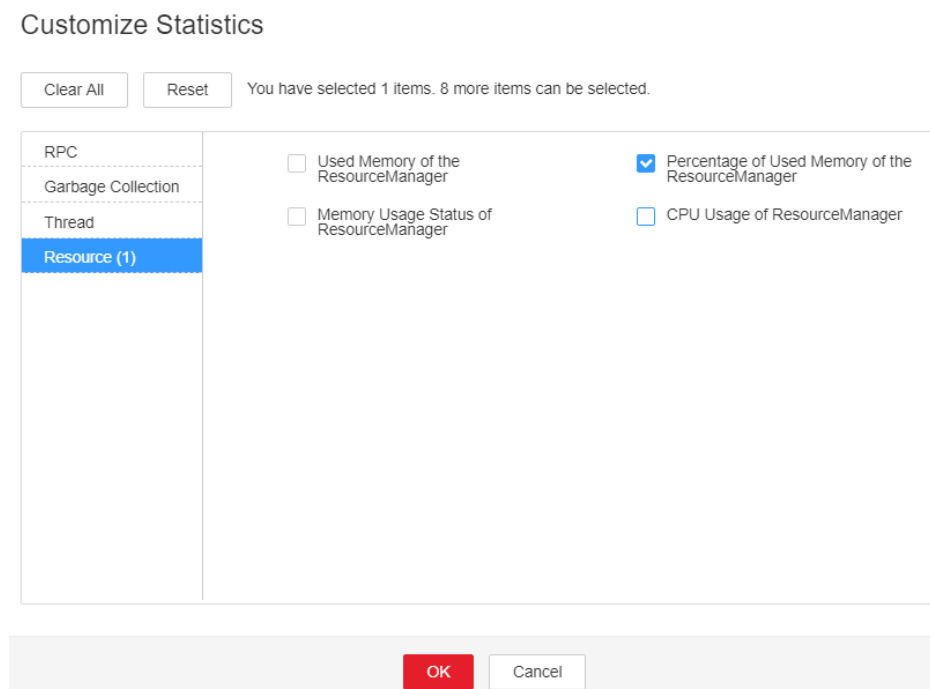 Customize Statistics
Clear All
Reset
You have selected 1 items. 8 more items can be selected.
RPC
Garbage Collection
Thread
Resource (1)
Used Memory of the
ResourceManager
Percentage of Used Memory of the
ResourceManager
Memory Usage Status of
ResourceManager
CPU Usage of ResourceManager
OK
Cancel